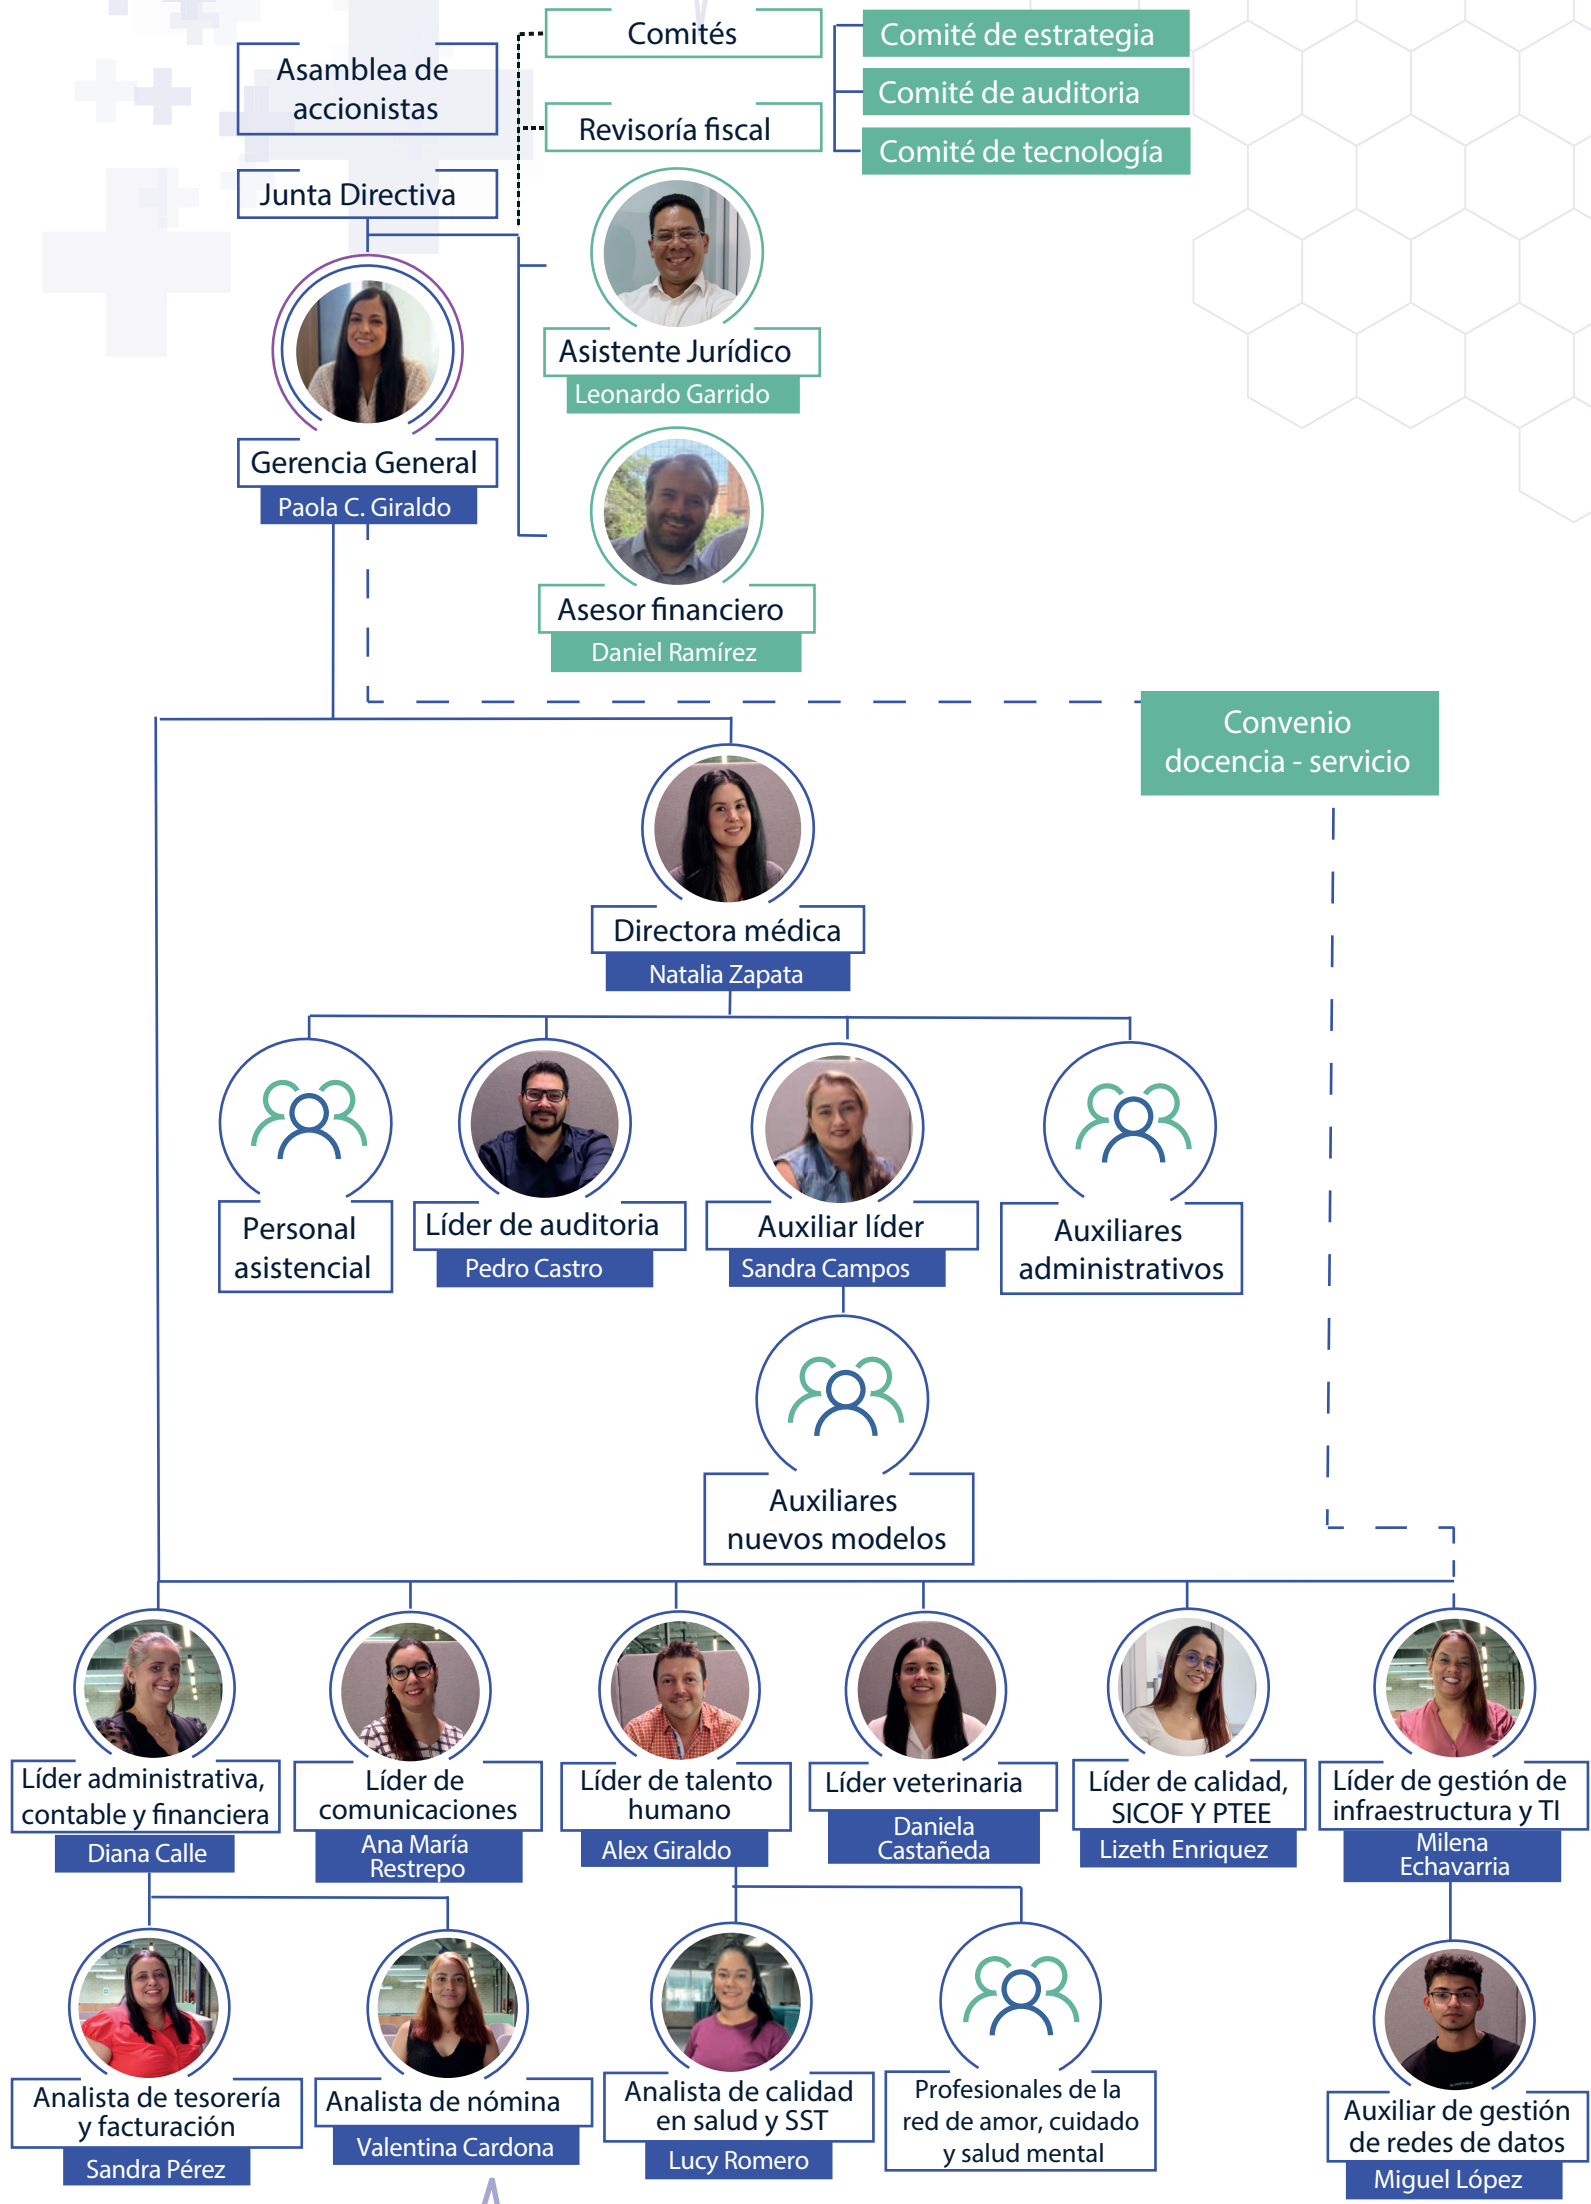 Asamblea de
accionistas
Junta Directiva
Comités
Revisoría fiscal
Comité de estrategia
Comité de auditoria
Comité de tecnología
Asistente Jurídico
Leonardo Garrido
Gerencia General
Paola C. Giraldo
Asesor financiero
Daniel Ramírez
Convenio
docencia - servicio
Directora médica
Natalia Zapata
Personal
asistencial
Líder de auditoria
Pedro Castro
Auxiliar líder
Sandra Campos
Auxiliares
administrativos
Auxiliares
nuevos modelos
Líder administrativa,
contable y financiera
Diana Calle
Líder de
comunicaciones
Ana María
Restrepo
Líder de talento
humano
Alex Giraldo
Líder veterinaria
Daniela
Castañeda
Líder de calidad,
SICOF Y PTEE
Lizeth Enriquez
Líder de gestión de
infraestructura y TI
Milena
Echavarria
Analista de tesorería
y facturación
Sandra Pérez
Analista de nómina
Valentina Cardona
Analista de calidad
en salud y SST
Lucy Romero
Profesionales de la
red de amor, cuidado
y salud mental
Auxiliar de gestión
de redes de datos
Miguel López